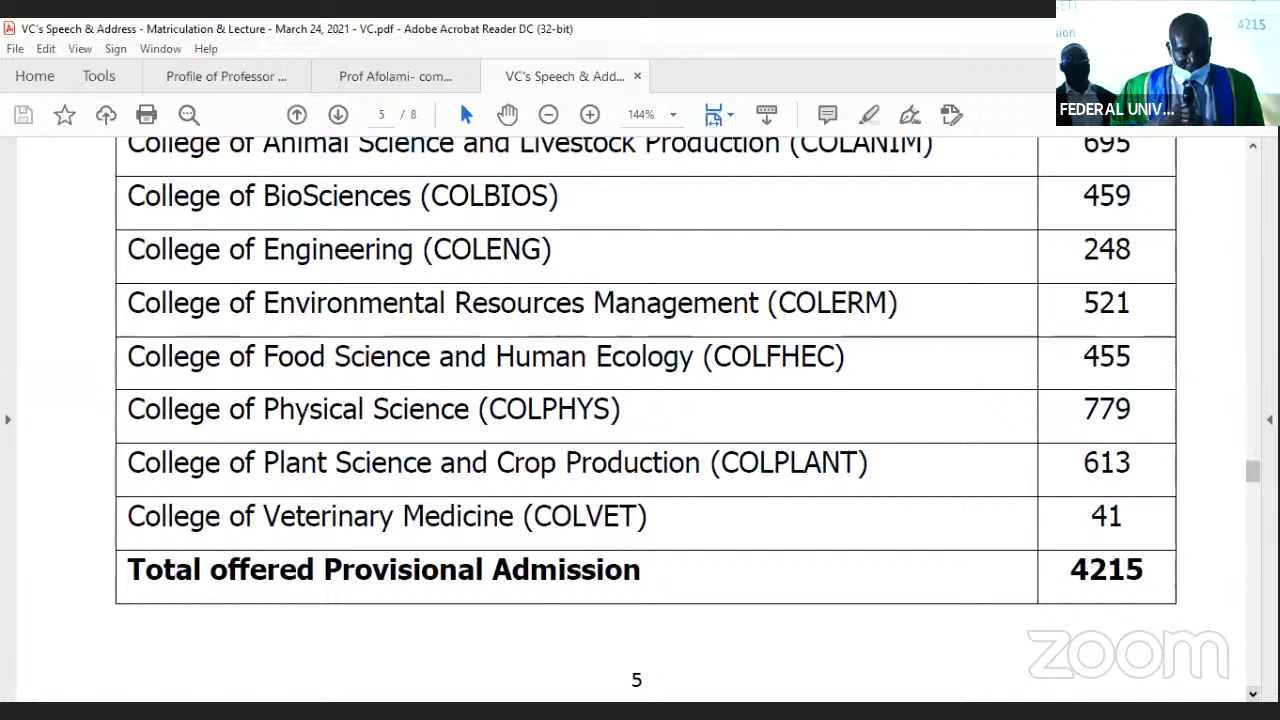 VC's Speech & Address - Matriculation & Lecture - March 24, 2021 - VC.pdf - Adobe Acrobat Reader DC (32-bit)
File Edit View Sign Window Help
Home Tools Profile of Professor ... Prof Afolami- com... VC's Speech & Add... ×
5 / 8 144%
4215
FEDERAL UNIV...
College of Animal Science and Livestock Production (COLANIM) 695
College of BioSciences (COLBIOS) 459
College of Engineering (COLENG) 248
College of Environmental Resources Management (COLERM) 521
College of Food Science and Human Ecology (COLFHEC) 455
College of Physical Science (COLPHYS) 779
College of Plant Science and Crop Production (COLPLANT) 613
College of Veterinary Medicine (COLVET) 41
Total offered Provisional Admission 4215
zoom
5